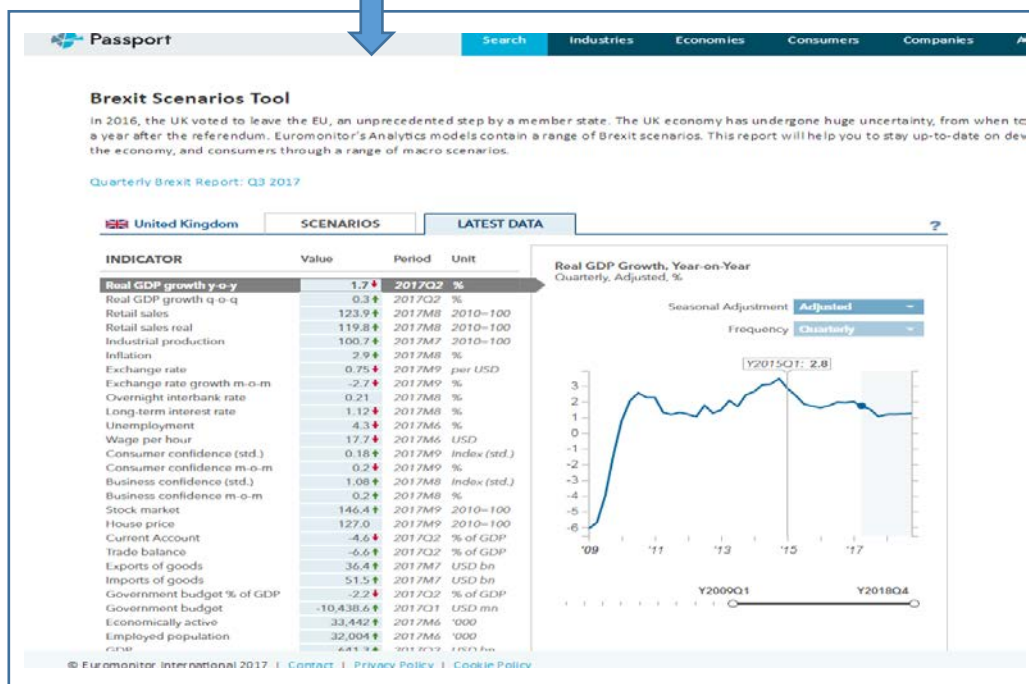 Passport
Search Industries Economies Consumers Companies
Brexit Scenarios Tool
In 2016, the UK voted to leave the EU, an unprecedented step by a member state. The UK economy has undergone huge uncertainty, from when to
a year after the referendum. Euromonitor's Analytics models contain a range of Brexit scenarios. This report will help you to stay up-to-date on dev
the economy, and consumers through a range of macro scenarios.
Quarterly Brexit Report: Q3 2017
United Kingdom SCENARIOS LATEST DATA ?
INDICATOR Value Period Unit
Real GDP growth y-o-y 1.7 2017Q2 %
Real GDP growth q-o-q 0.3 2017Q2 %
Retail sales 123.9 2017M8 2010=100
Retail sales real 119.8 2017M8 2010=100
Industrial production 100.7 2017M7 2010=100
Inflation 2.9 2017M8 %
Exchange rate 0.75 2017M9 per USD
Exchange rate growth m-o-m -2.7 2017M9 %
Overnight interbank rate 0.21 2017M8 %
Long-term interest rate 1.12 2017M8 %
Unemployment 4.3 2017M6 %
Wage per hour 17.7 2017M6 USD
Consumer confidence (std.) 0.18 2017M9 Index (std.)
Consumer confidence m-o-m 0.2 2017M9 %
Business confidence (std.) 1.08 2017M8 Index (std.)
Business confidence m-o-m 0.2 2017M8 %
Stock market 146.4 2017M9 2010=100
House price 127.0 2017M9 2010=100
Current Account -4.6 2017Q2 % of GDP
Trade balance -6.6 2017Q2 % of GDP
Exports of goods 36.4 2017M7 USD bn
Imports of goods 51.5 2017M7 USD bn
Government budget % of GDP -2.2 2017Q2 % of GDP
Government budget -10,438.6 2017Q1 USD mn
Economically active 33,442 2017M6 '000
Employed population 32,004 2017M6 '000
GDP 641.3 2017Q2 USD bn
Real GDP Growth, Year-on-Year
Quarterly, Adjusted, %
Seasonal Adjustment Adjusted
Frequency Quarterly
Y2015Q1: 2.8
3
2
1
0
-1
-2
-3
-4
-5
-6
'09 '11 '13 '15 '17
Y2009Q1 Y2018Q4
© Euromonitor International 2017 | Contact | Privacy Policy | Cookie Policy